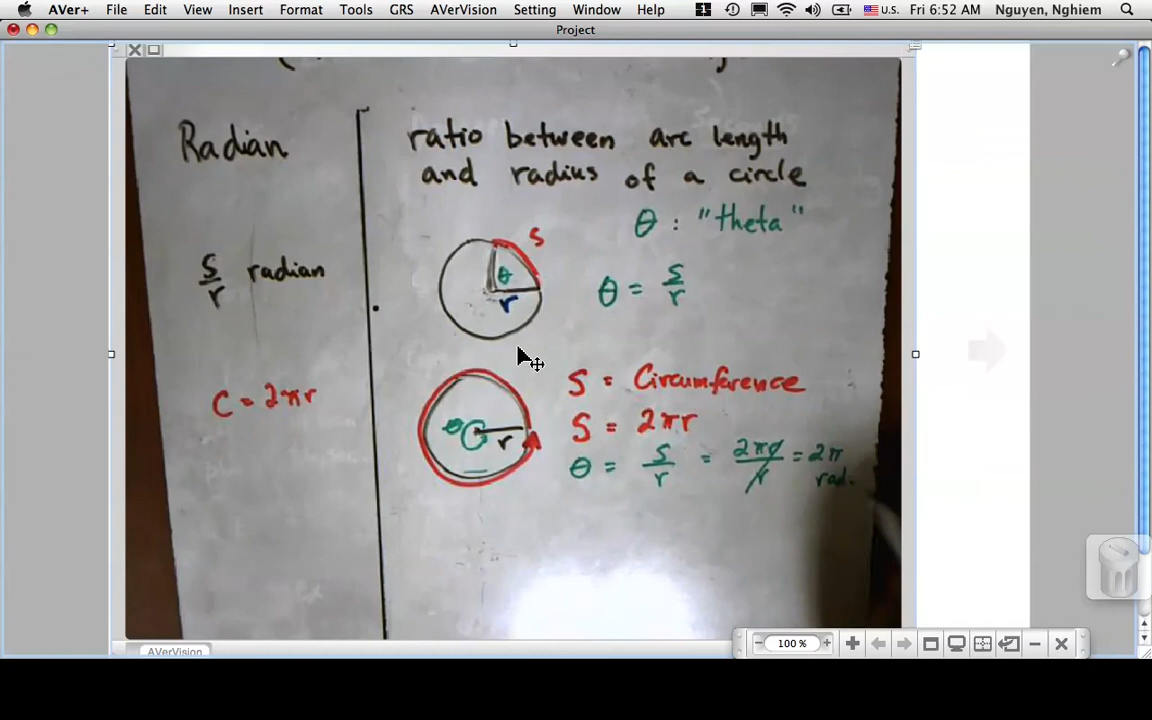 AVer+ File Edit View Insert Format Tools GRS AVerVision Setting Window Help 1 U.S. Fri 6:52 AM Nguyen, Nghiem
Project
Radian
ratio between arc length
and radius of a circle
θ : "theta"
S
θ
r
θ = s/r
s/r radian
C = 2πr
θ
r
S = Circumference
S = 2πr
θ = s/r = 2πr/r = 2π
rad.
100 %
AVerVision